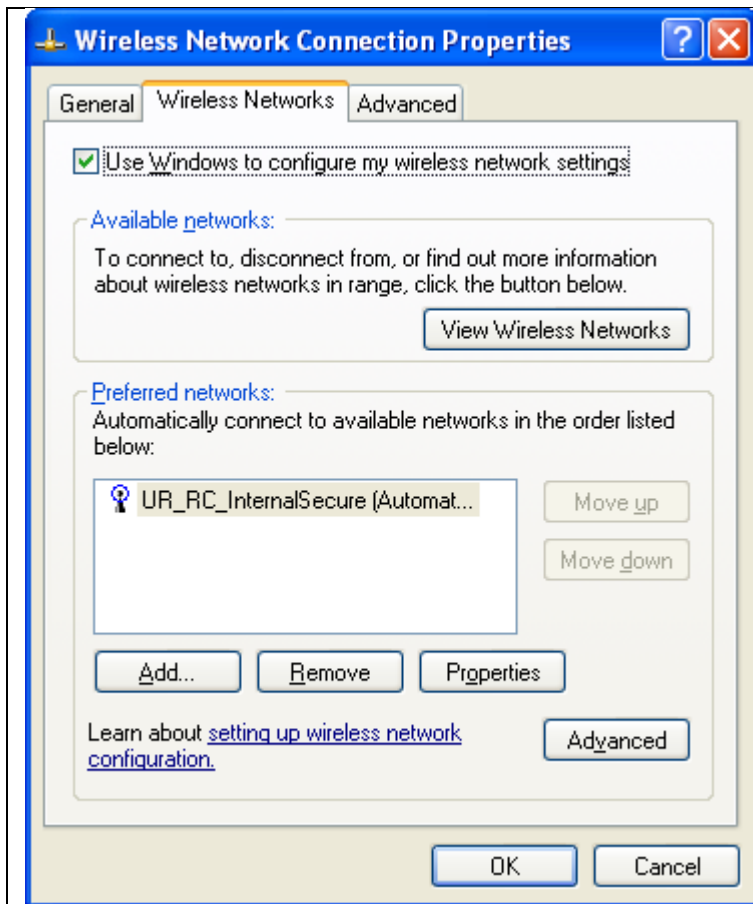 Wireless Network Connection Properties
General Wireless Networks Advanced
Use Windows to configure my wireless network settings
Available networks:
To connect to, disconnect from, or find out more information
about wireless networks in range, click the button below.
View Wireless Networks
Preferred networks:
Automatically connect to available networks in the order listed
below:
UR_RC_InternalSecure (Automat...
Move up
Move down
Add... Remove Properties
Learn about setting up wireless network
configuration.
Advanced
OK Cancel